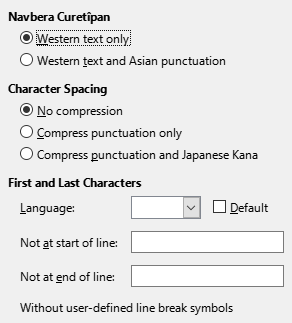 Navbera Curetîpan
Western text only
Western text and Asian punctuation
Character Spacing
No compression
Compress punctuation only
Compress punctuation and Japanese Kana
First and Last Characters
Language: Default
Not at start of line:
Not at end of line:
Without user-defined line break symbols